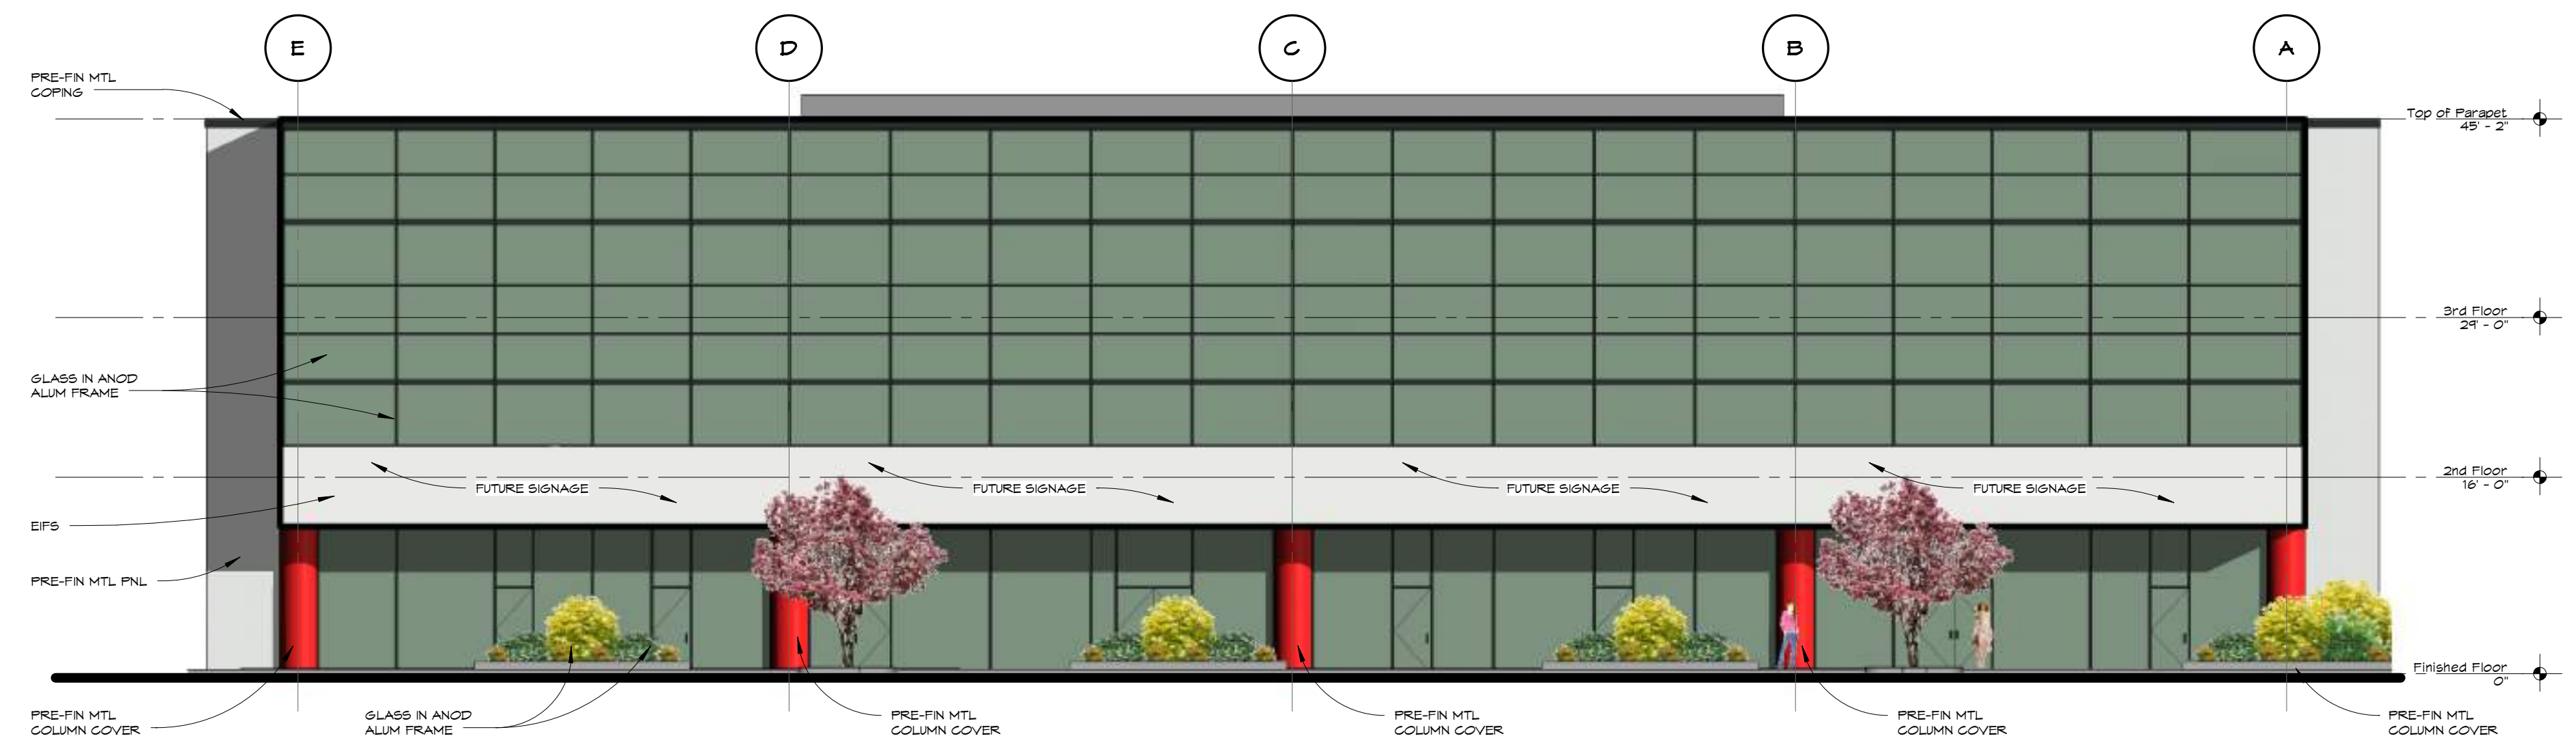 E
D
C
B
A
PRE-FIN MTL
COPING
Top of Parapet
45' - 2"
3rd Floor
29' - 0"
GLASS IN ANOD
ALUM FRAME
2nd Floor
16' - 0"
FUTURE SIGNAGE
FUTURE SIGNAGE
FUTURE SIGNAGE
FUTURE SIGNAGE
EIFS
PRE-FIN MTL PNL
Finished Floor
0"
PRE-FIN MTL
COLUMN COVER
GLASS IN ANOD
ALUM FRAME
PRE-FIN MTL
COLUMN COVER
PRE-FIN MTL
COLUMN COVER
PRE-FIN MTL
COLUMN COVER
PRE-FIN MTL
COLUMN COVER